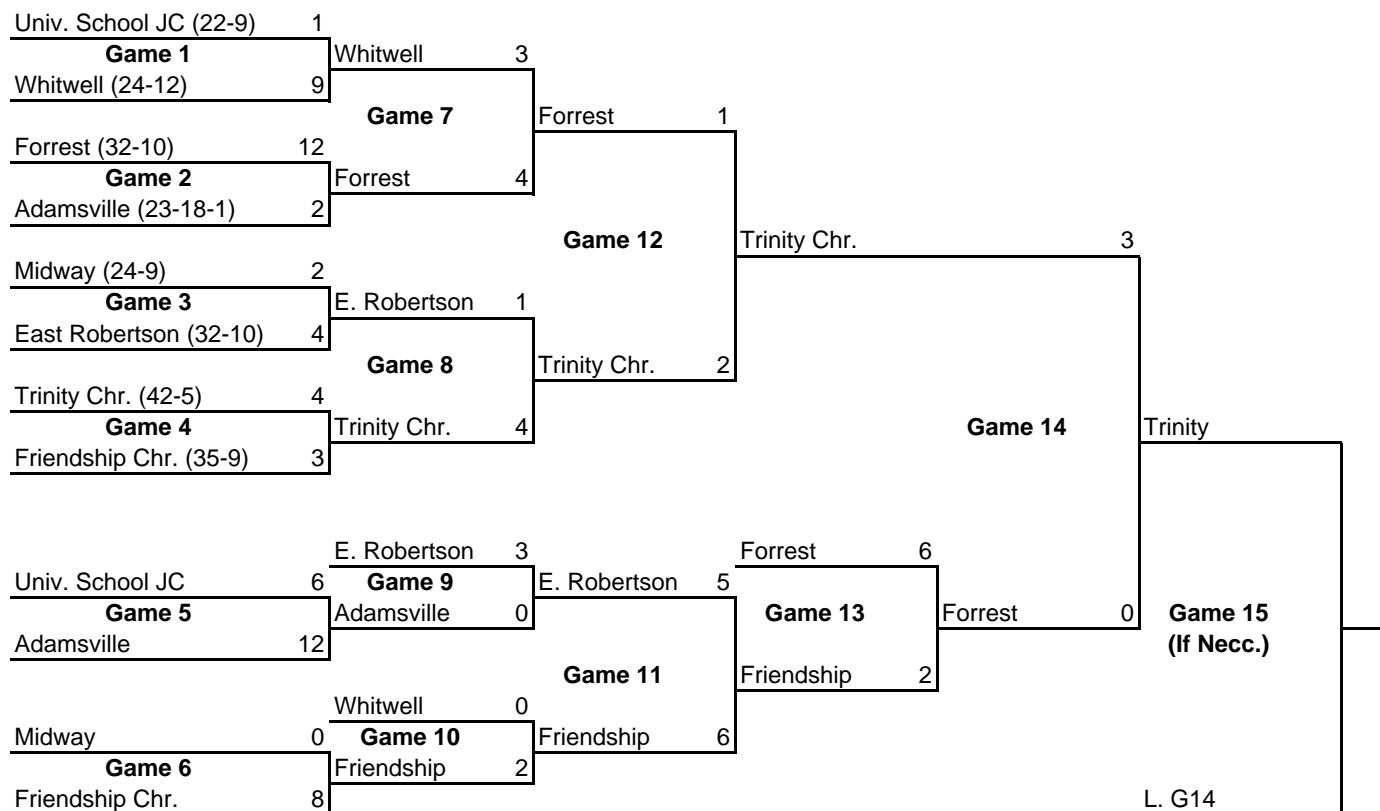 Univ. School JC (22-9) 1
Game 1 Whitwell 3
Whitwell (24-12) 9
Game 7 Forrest 1
Forrest (32-10) 12
Game 2 Forrest 4
Adamsville (23-18-1) 2
Game 12 Trinity Chr. 3
Midway (24-9) 2
Game 3 E. Robertson 1
East Robertson (32-10) 4
Game 8 Trinity Chr. 2
Trinity Chr. (42-5) 4
Game 4 Trinity Chr. 4 Game 14 Trinity
Friendship Chr. (35-9) 3
E. Robertson 3 Forrest 6
Univ. School JC 6 Game 9 E. Robertson 5
Game 5 Adamsville 0 Game 13 Forrest 0 Game 15
Adamsville 12 (If Necc.)
Game 11 Friendship 2
Whitwell 0
Midway 0 Game 10 Friendship 6
Game 6 Friendship 2
Friendship Chr. 8 L. G14